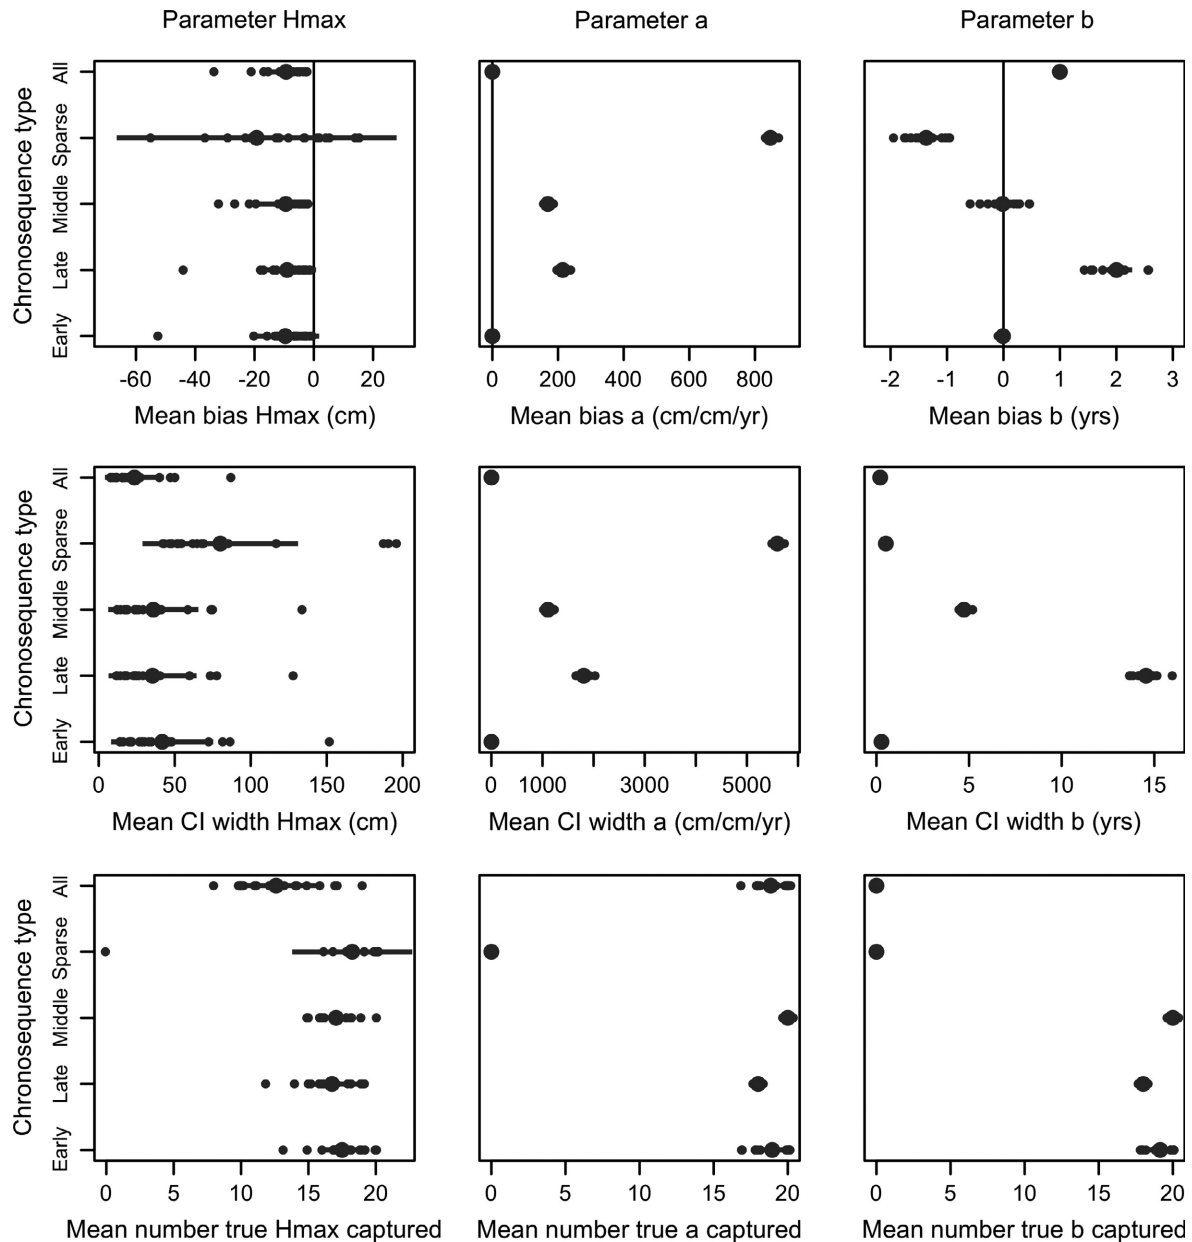 Parameter Hmax Parameter a Parameter b
Chronosequence type
All
Sparse
Middle
Late
Early
-60 -40 -20 0 20
0 200 400 600 800
-2 -1 0 1 2 3
Mean bias Hmax (cm) Mean bias a (cm/cm/yr) Mean bias b (yrs)
Chronosequence type
All
Sparse
Middle
Late
Early
0 50 100 150 200
0 1000 3000 5000
0 5 10 15
Mean CI width Hmax (cm) Mean CI width a (cm/cm/yr) Mean CI width b (yrs)
Chronosequence type
All
Sparse
Middle
Late
Early
0 5 10 15 20
0 5 10 15 20
0 5 10 15 20
Mean number true Hmax captured Mean number true a captured Mean number true b captured